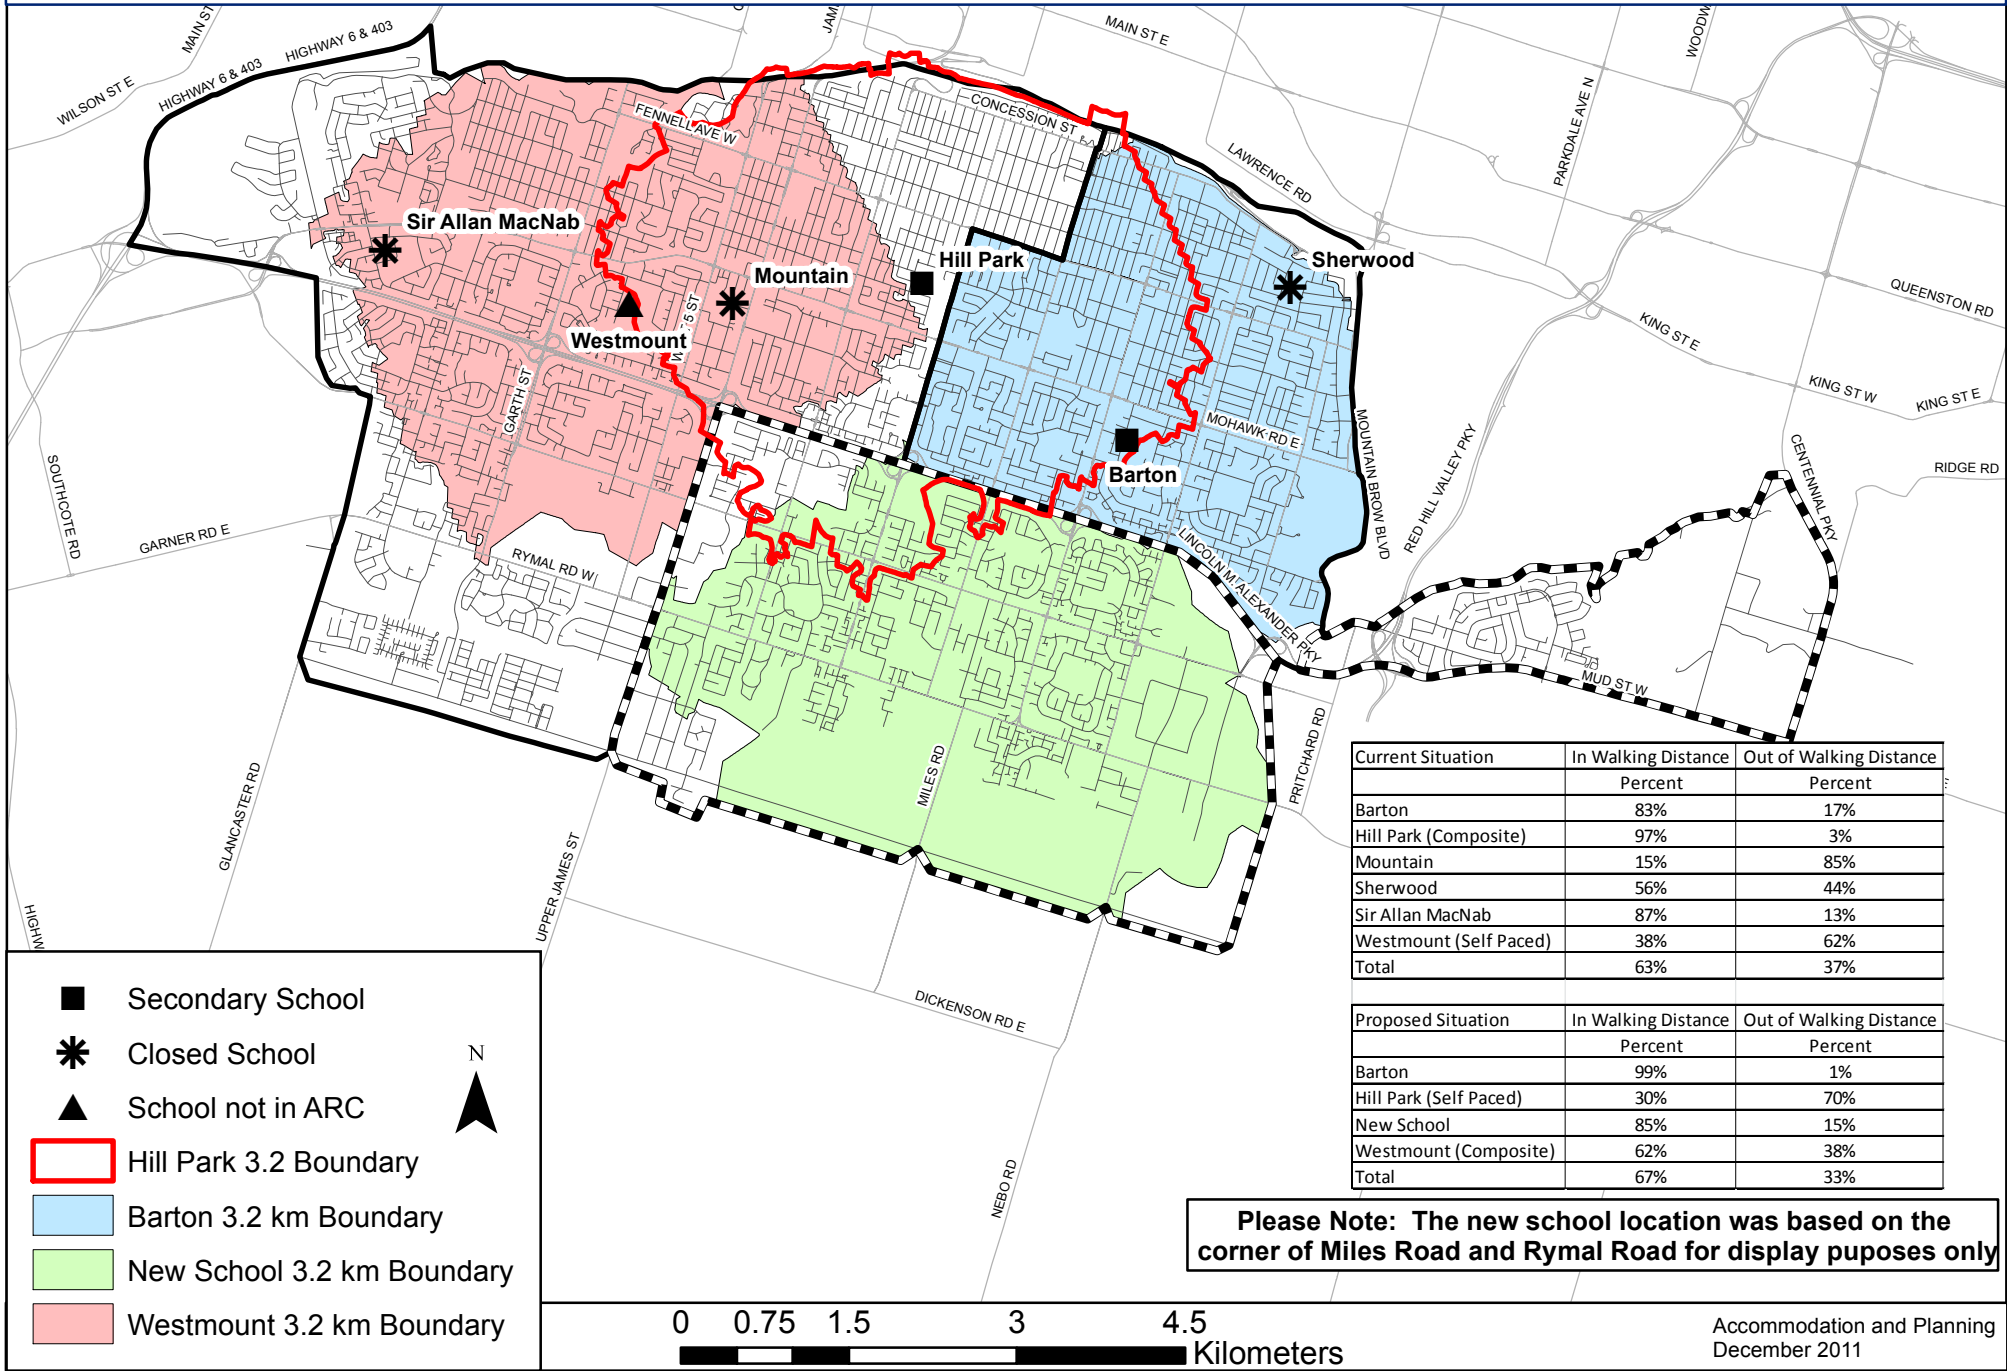 MAIN ST
HIGHWAY 6 & 403
HIGHWAY 6 & 403
WILSON ST E
MAIN ST E
CONCESSION ST
FENNELL AVE W
LAWRENCE RD
PARKDALE AVE N
QUEENSTON RD
KING ST E
KING ST W
KING ST E
RIDGE RD
CENTENNIAL PKY
Sir Allan MacNab
Mountain
Hill Park
Sherwood
Westmount
Barton
GARTH ST
MOHAWK RD E
MOUNTAIN BROW BLVD
RED HILL VALLEY PKY
LINCOLN M. ALEXANDER PKY
MUD ST W
SOUTHCOTE RD
GARNER RD E
RYMAL RD W
GLANCASTER RD
UPPER JAMES ST
MILES RD
PRITCHARD RD
DICKENSON RD E
NEBO RD
HIGHW
Current Situation In Walking Distance Out of Walking Distance
Percent Percent
Barton 83% 17%
Hill Park (Composite) 97% 3%
Mountain 15% 85%
Sherwood 56% 44%
Sir Allan MacNab 87% 13%
Westmount (Self Paced) 38% 62%
Total 63% 37%
Proposed Situation In Walking Distance Out of Walking Distance
Percent Percent
Barton 99% 1%
Hill Park (Self Paced) 30% 70%
New School 85% 15%
Westmount (Composite) 62% 38%
Total 67% 33%
Please Note: The new school location was based on the
corner of Miles Road and Rymal Road for display puposes only
Secondary School
Closed School
N
School not in ARC
Hill Park 3.2 Boundary
Barton 3.2 km Boundary
New School 3.2 km Boundary
Westmount 3.2 km Boundary
0 0.75 1.5 3 4.5
Kilometers
Accommodation and Planning
December 2011